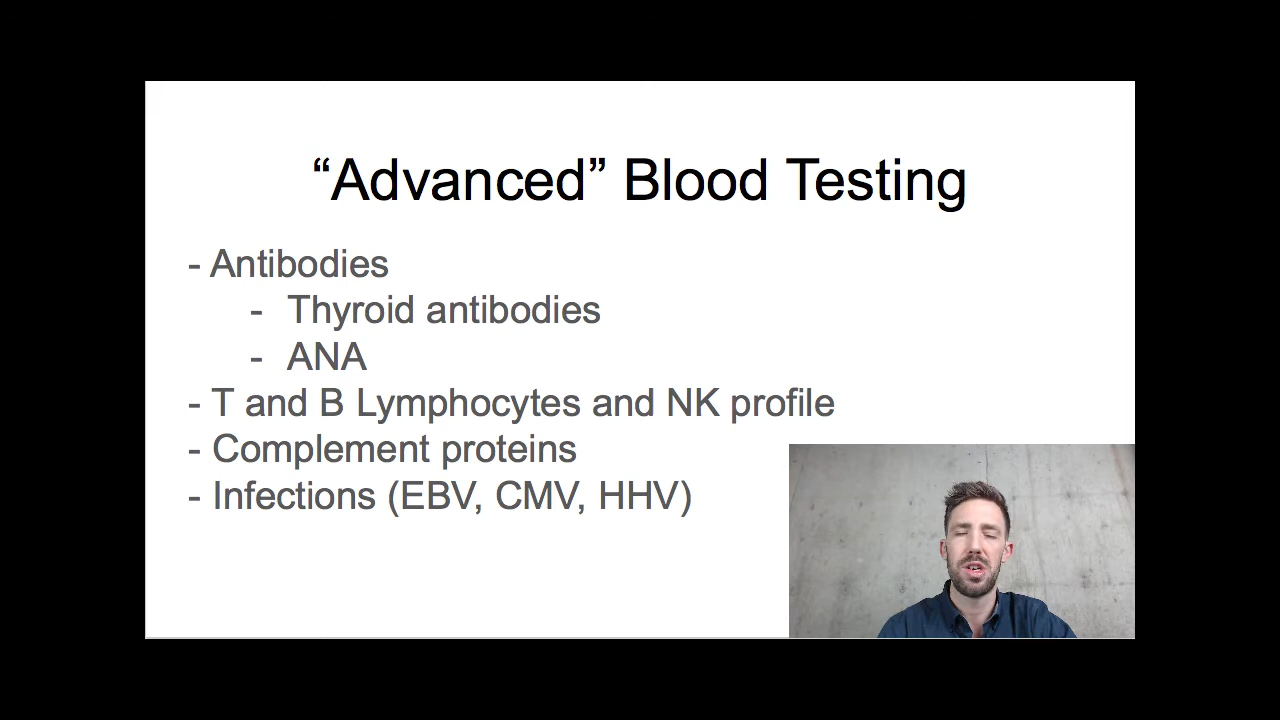 “Advanced” Blood Testing
- Antibodies
- Thyroid antibodies
- ANA
- T and B Lymphocytes and NK profile
- Complement proteins
- Infections (EBV, CMV, HHV)